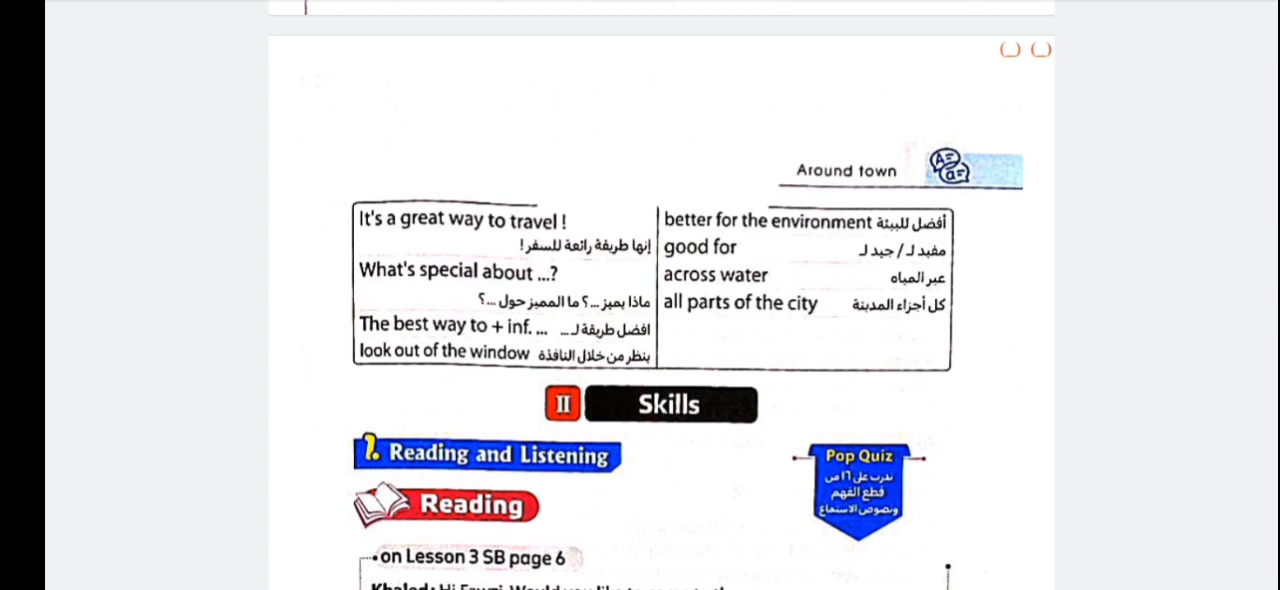 Around town
It's a great way to travel !
إنها طريقة رائعة للسفر!
What's special about ...?
ماذا يميز ...؟ ما المميز حول ...؟
The best way to + inf. ... افضل طريقة لـ ...
look out of the window ينظر من خلال النافذة
better for the environment أفضل للبيئة
good for مفيد لـ / جيد لـ
across water عبر المياه
all parts of the city كل أجزاء المدينة
II Skills
1. Reading and Listening
Pop Quiz
تدرب على ١٦ من
قطع الفهم
ونصوص الاستماع
Reading
• on Lesson 3 SB page 6
Khaled: Hi Fawzi. Would you like to